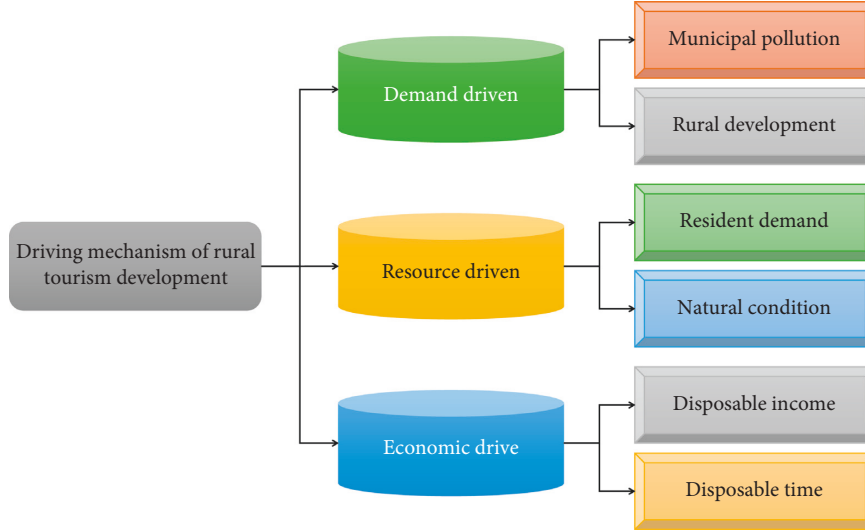 Driving mechanism of rural
tourism development
Demand driven
Municipal pollution
Rural development
Resource driven
Resident demand
Natural condition
Economic drive
Disposable income
Disposable time